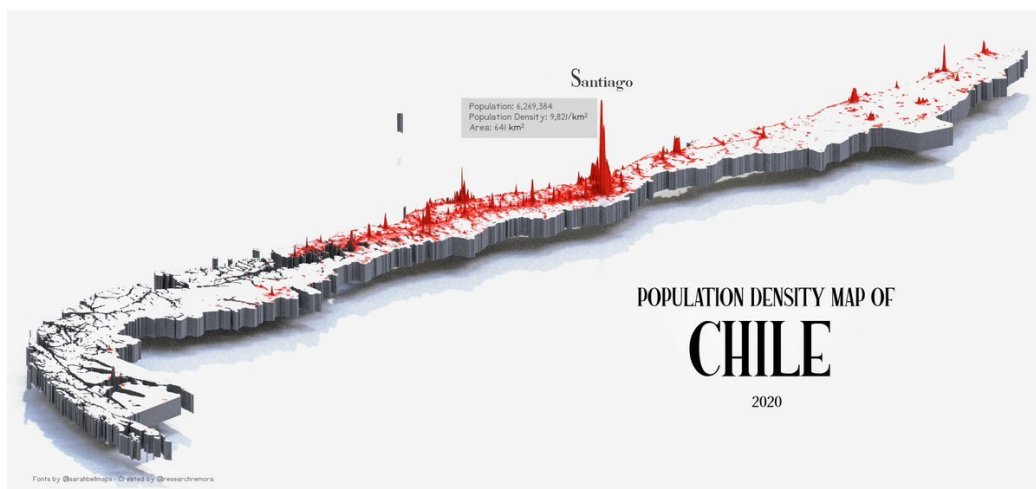 Santiago
Population: 6,269,384
Population Density: 9,821/km²
Area: 641 km²
POPULATION DENSITY MAP OF
CHILE
2020
Fonts by @sarahbellmaps - Created by @researchremora